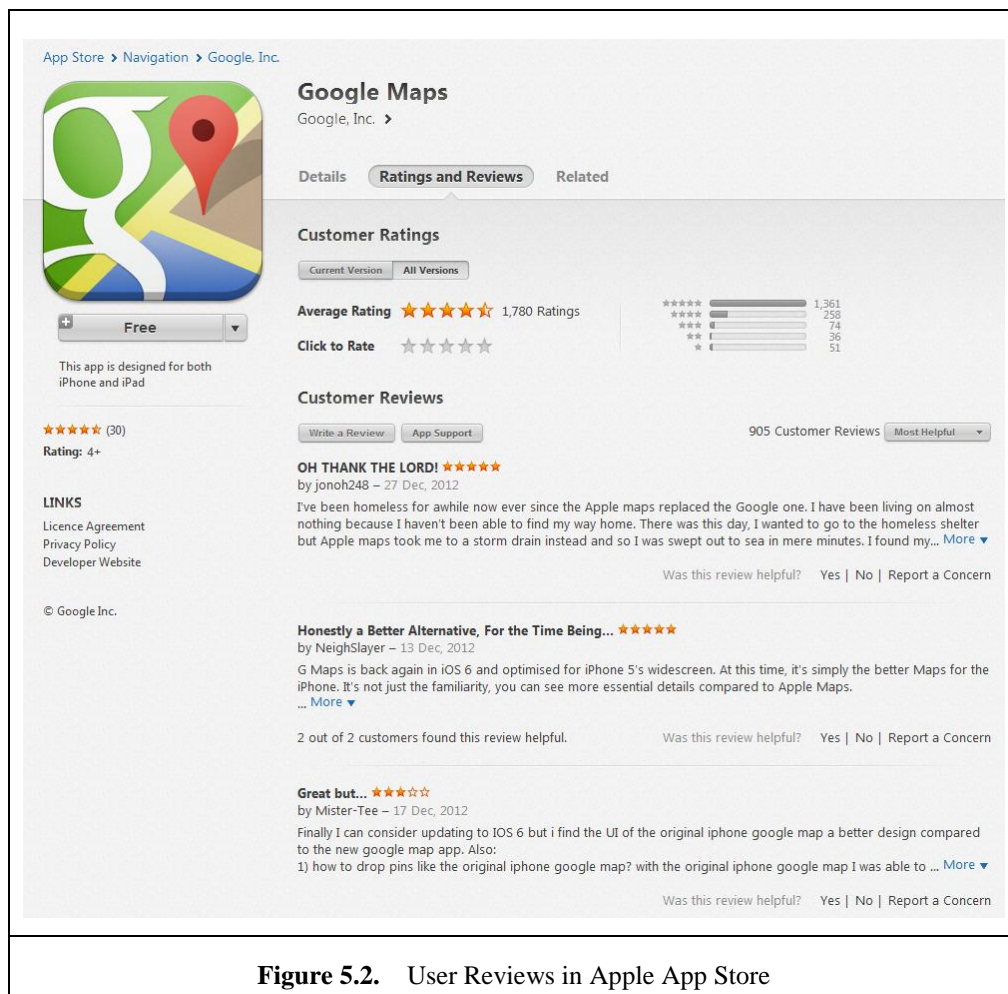 App Store > Navigation > Google, Inc.
Google Maps
Google, Inc. >
Details Ratings and Reviews Related
Customer Ratings
Current Version All Versions
Average Rating 1,780 Ratings
1,361
258
74
36
51
Click to Rate
Free
This app is designed for both
iPhone and iPad
(30)
Rating: 4+
LINKS
Licence Agreement
Privacy Policy
Developer Website
© Google Inc.
Customer Reviews
Write a Review App Support 905 Customer Reviews Most Helpful
OH THANK THE LORD!
by jonoh248 – 27 Dec, 2012
I've been homeless for awhile now ever since the Apple maps replaced the Google one. I have been living on almost
nothing because I haven't been able to find my way home. There was this day, I wanted to go to the homeless shelter
but Apple maps took me to a storm drain instead and so I was swept out to sea in mere minutes. I found my... More
Was this review helpful? Yes | No | Report a Concern
Honestly a Better Alternative, For the Time Being...
by NeighSlayer – 13 Dec, 2012
G Maps is back again in iOS 6 and optimised for iPhone 5's widescreen. At this time, it's simply the better Maps for the
iPhone. It's not just the familiarity, you can see more essential details compared to Apple Maps.
... More
2 out of 2 customers found this review helpful. Was this review helpful? Yes | No | Report a Concern
Great but...
by Mister-Tee – 17 Dec, 2012
Finally I can consider updating to IOS 6 but i find the UI of the original iphone google map a better design compared
to the new google map app. Also:
1) how to drop pins like the original iphone google map? with the original iphone google map I was able to ... More
Was this review helpful? Yes | No | Report a Concern
Figure 5.2. User Reviews in Apple App Store